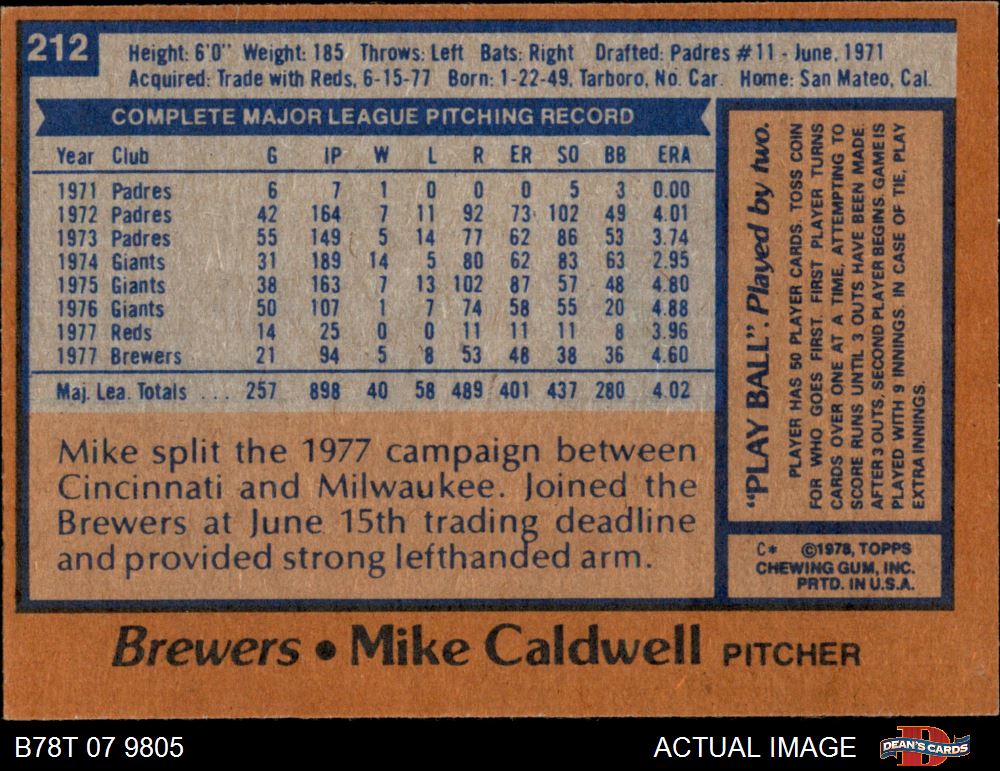 212
Height: 6'0" Weight: 185 Throws: Left Bats: Right Drafted: Padres #11 - June, 1971
Acquired: Trade with Reds, 6-15-77 Born: 1-22-49, Tarboro, No. Car. Home: San Mateo, Cal.
COMPLETE MAJOR LEAGUE PITCHING RECORD
Year Club G IP W L R ER SO BB ERA
1971 Padres 6 7 1 0 0 0 5 3 0.00
1972 Padres 42 164 7 11 92 73 102 49 4.01
1973 Padres 55 149 5 14 77 62 86 53 3.74
1974 Giants 31 189 14 5 80 62 83 63 2.95
1975 Giants 38 163 7 13 102 87 57 48 4.80
1976 Giants 50 107 1 7 74 58 55 20 4.88
1977 Reds 14 25 0 0 11 11 11 8 3.96
1977 Brewers 21 94 5 8 53 48 38 36 4.60
Maj. Lea. Totals ... 257 898 40 58 489 401 437 280 4.02
Mike split the 1977 campaign between
Cincinnati and Milwaukee. Joined the
Brewers at June 15th trading deadline
and provided strong lefthanded arm.
"PLAY BALL". Played by two.
PLAYER HAS 50 PLAYER CARDS. TOSS COIN
FOR WHO GOES FIRST. FIRST PLAYER TURNS
CARDS OVER ONE AT A TIME, ATTEMPTING TO
SCORE RUNS UNTIL 3 OUTS HAVE BEEN MADE.
AFTER 3 OUTS, SECOND PLAYER BEGINS. GAME IS
PLAYED WITH 9 INNINGS. IN CASE OF TIE, PLAY
EXTRA INNINGS.
C* ©1978, TOPPS
CHEWING GUM, INC.
PRTD. IN U.S.A.
Brewers • Mike Caldwell PITCHER
B78T 07 9805
ACTUAL IMAGE
DEAN'S CARDS